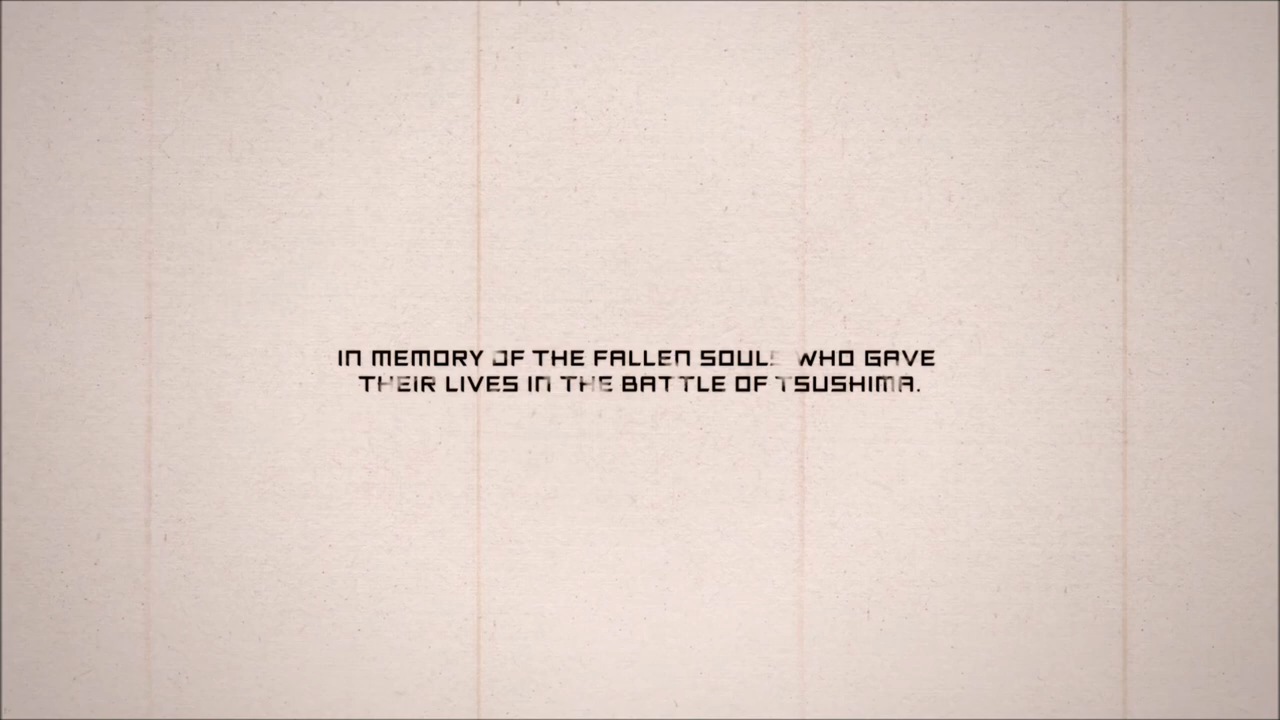 IN MEMORY OF THE FALLEN SOULS WHO GAVE
THEIR LIVES IN THE BATTLE OF TSUSHIMA.